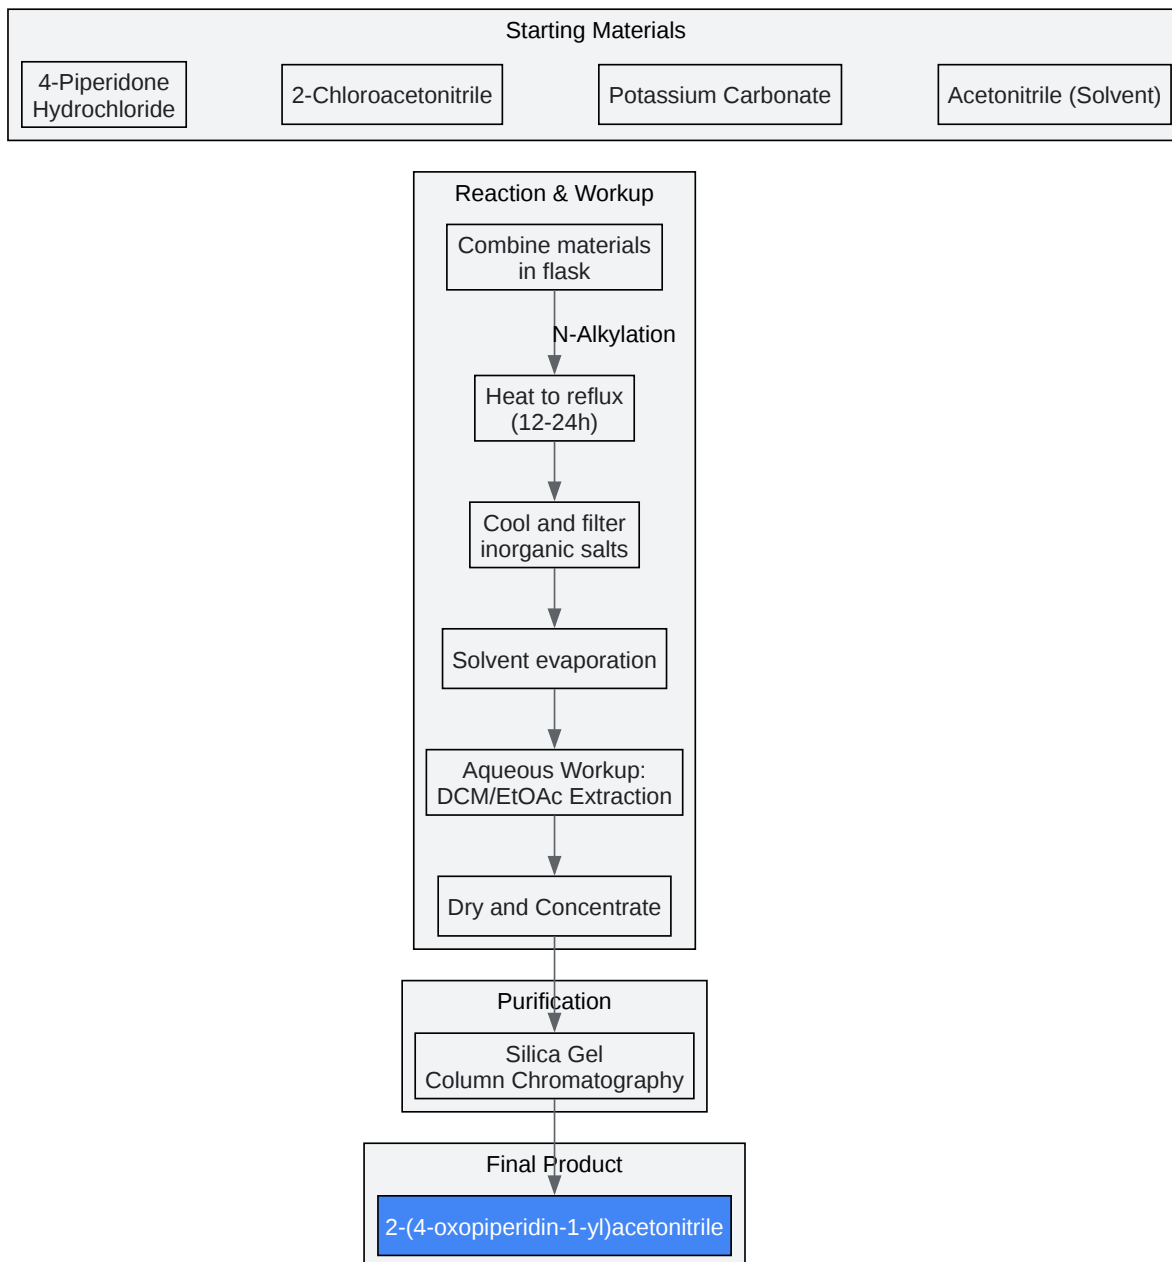 Starting Materials
4-Piperidone
Hydrochloride
2-Chloroacetonitrile
Potassium Carbonate
Acetonitrile (Solvent)
Reaction & Workup
Combine materials
in flask
N-Alkylation
Heat to reflux
(12-24h)
Cool and filter
inorganic salts
Solvent evaporation
Aqueous Workup:
DCM/EtOAc Extraction
Dry and Concentrate
Purification
Silica Gel
Column Chromatography
Final Product
2-(4-oxopiperidin-1-yl)acetonitrile